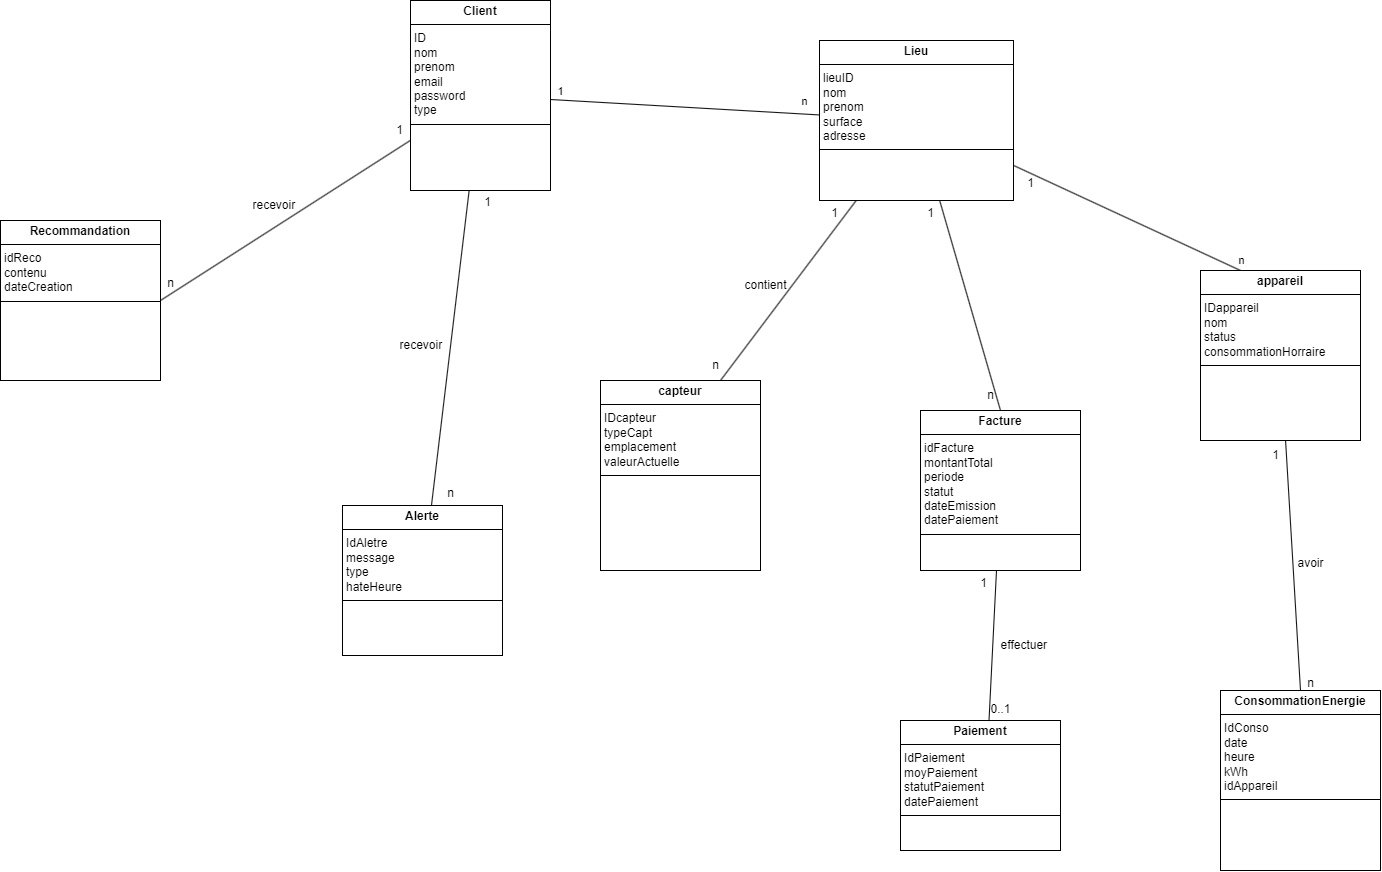 Client
ID
nom
prenom
email
password
type
1
n
1
1
Lieu
lieuID
nom
prenom
surface
adresse
1
1
1
recevoir
Recommandation
idReco
contenu
dateCreation
n
recevoir
n
Alerte
IdAletre
message
type
hateHeure
contient
n
capteur
IDcapteur
typeCapt
emplacement
valeurActuelle
n
Facture
idFacture
montantTotal
periode
statut
dateEmission
datePaiement
1
effectuer
0..1
Paiement
IdPaiement
moyPaiement
statutPaiement
datePaiement
n
appareil
IDappareil
nom
status
consommationHorraire
1
avoir
n
ConsommationEnergie
IdConso
date
heure
kWh
idAppareil